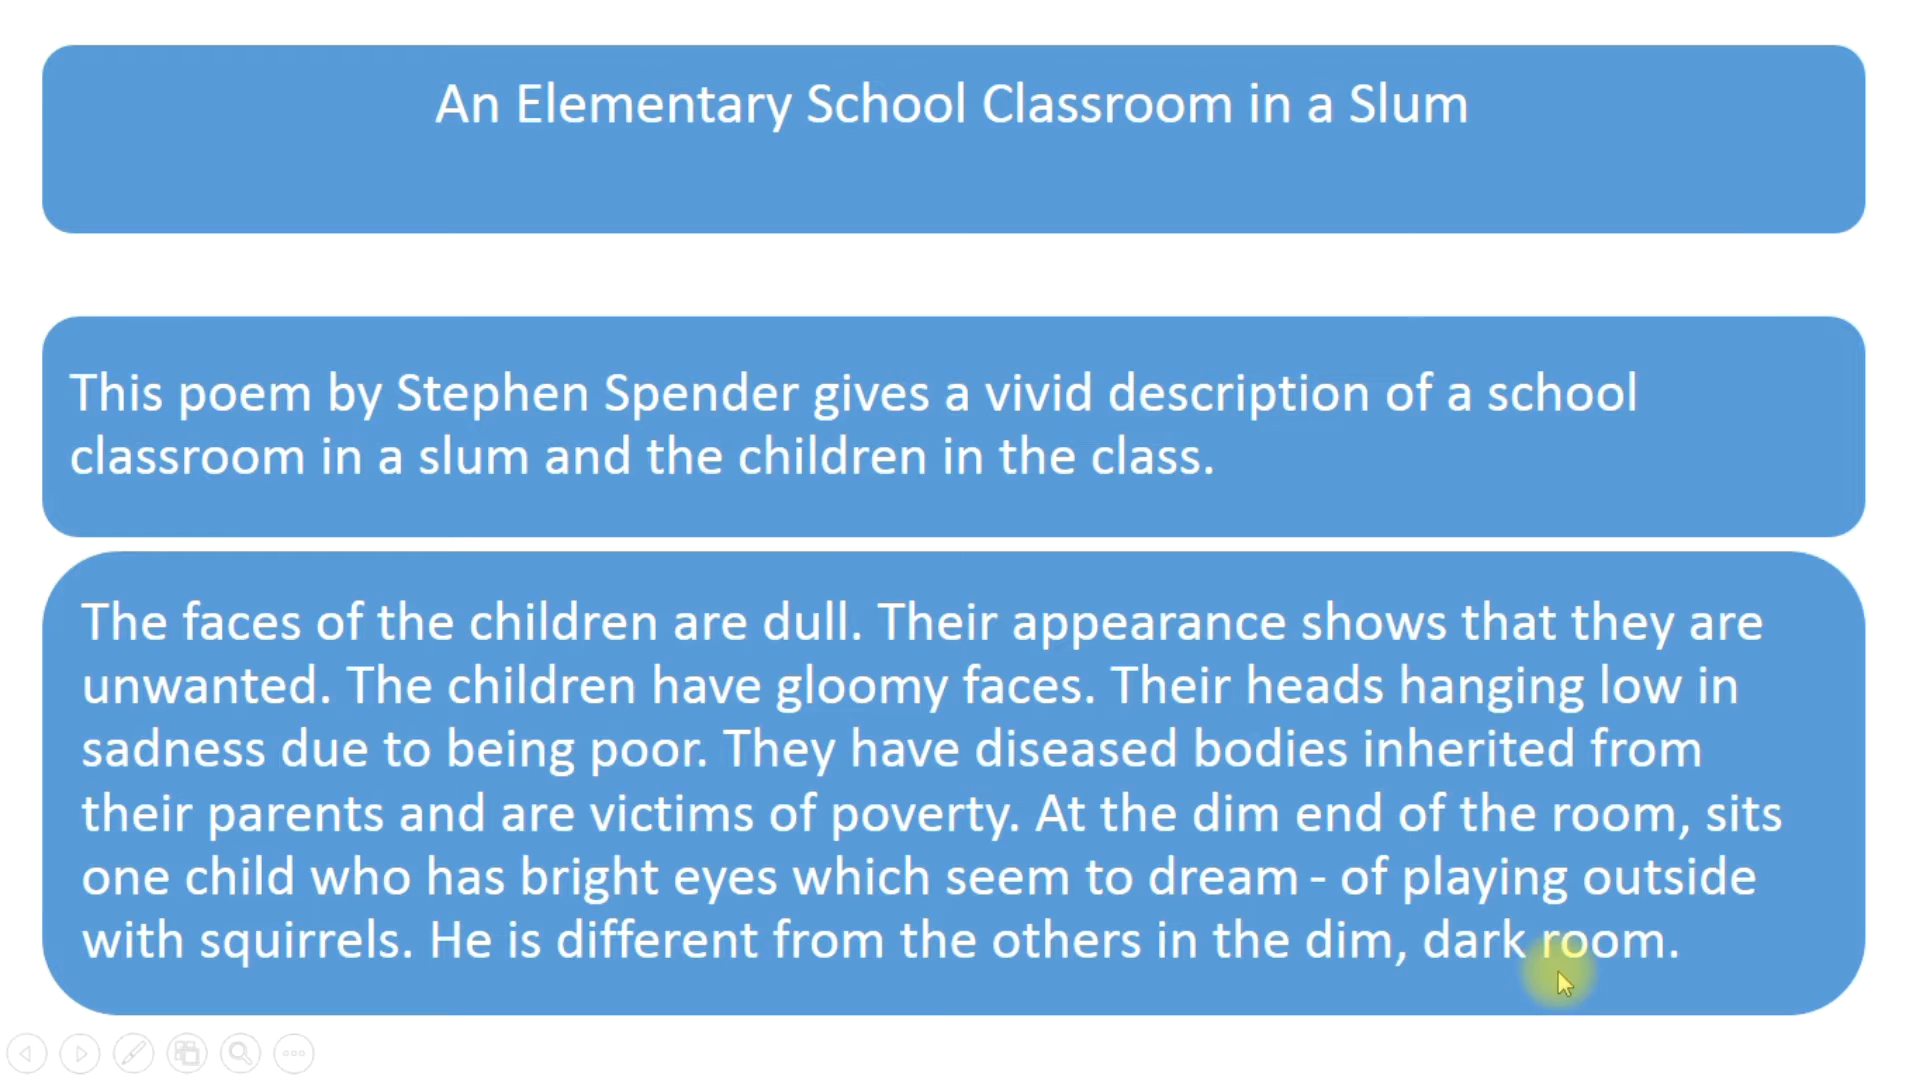 An Elementary School Classroom in a Slum
This poem by Stephen Spender gives a vivid description of a school
classroom in a slum and the children in the class.
The faces of the children are dull. Their appearance shows that they are
unwanted. The children have gloomy faces. Their heads hanging low in
sadness due to being poor. They have diseased bodies inherited from
their parents and are victims of poverty. At the dim end of the room, sits
one child who has bright eyes which seem to dream - of playing outside
with squirrels. He is different from the others in the dim, dark room.